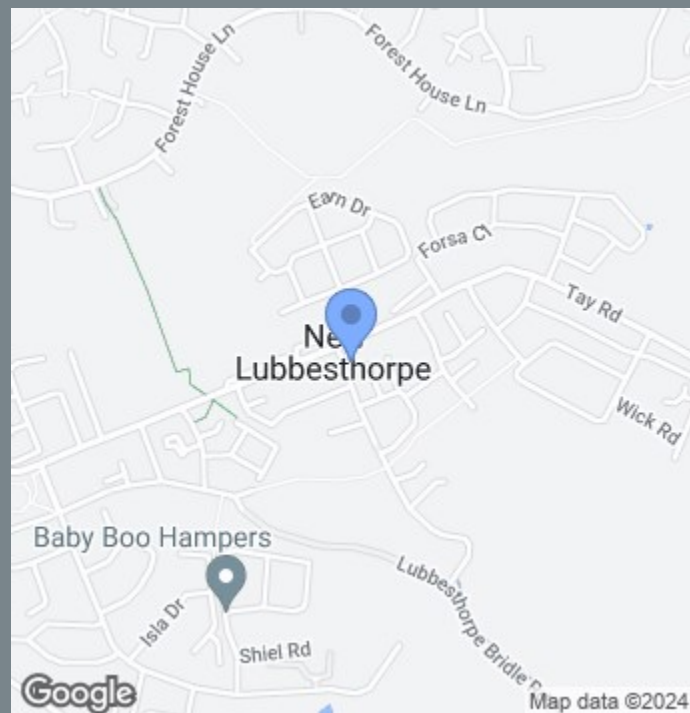 Forest House Ln
Forest House Ln
Earn Dr
Forsa Cl
Tay Rd
Lubbesthorpe
Wick Rd
Baby Boo Hampers
Lubbesthorpe Bridle
Isla Dr
Shiel Rd
Google
Map data ©2024